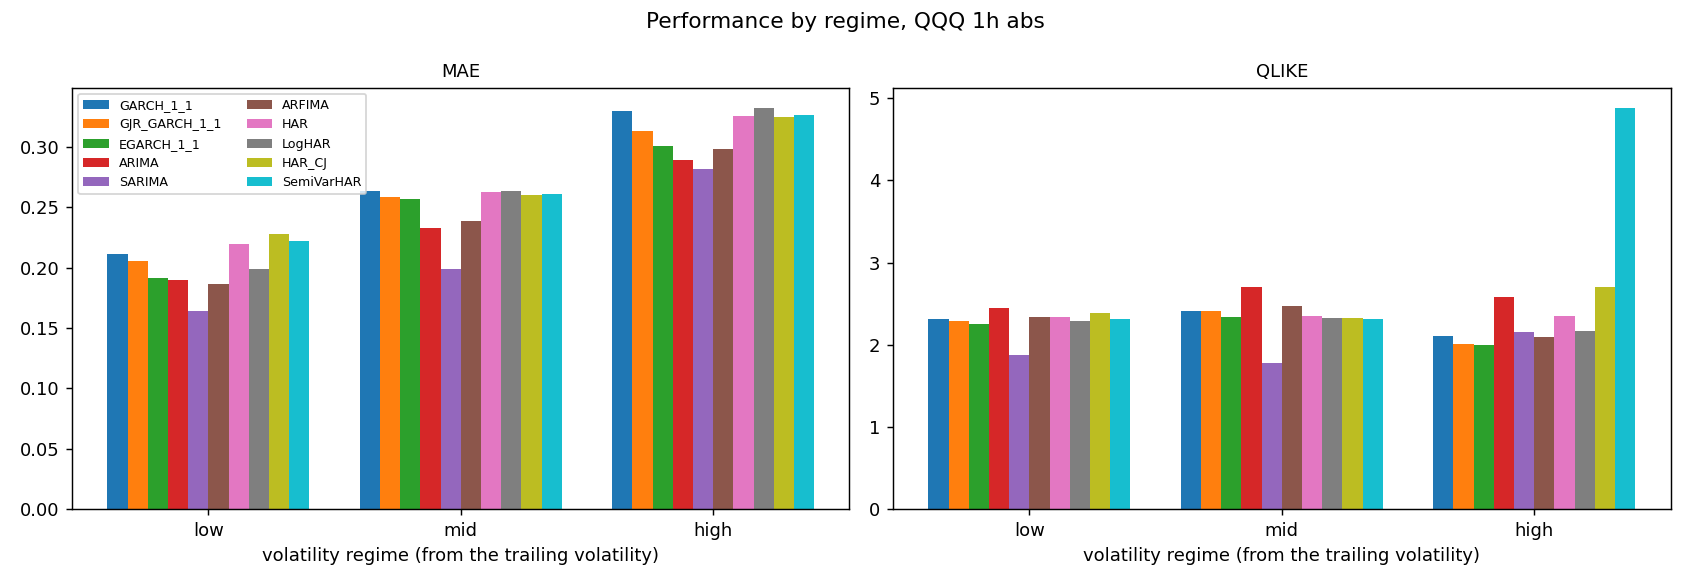 Performance by regime, QQQ 1h abs
MAE
GARCH_1_1
GJR_GARCH_1_1
EGARCH_1_1
ARIMA
SARIMA
ARFIMA
HAR
LogHAR
HAR_CJ
SemiVarHAR
0.30
0.25
0.20
0.15
0.10
0.05
0.00
low mid high
volatility regime (from the trailing volatility)
QLIKE
5
4
3
2
1
0
low mid high
volatility regime (from the trailing volatility)